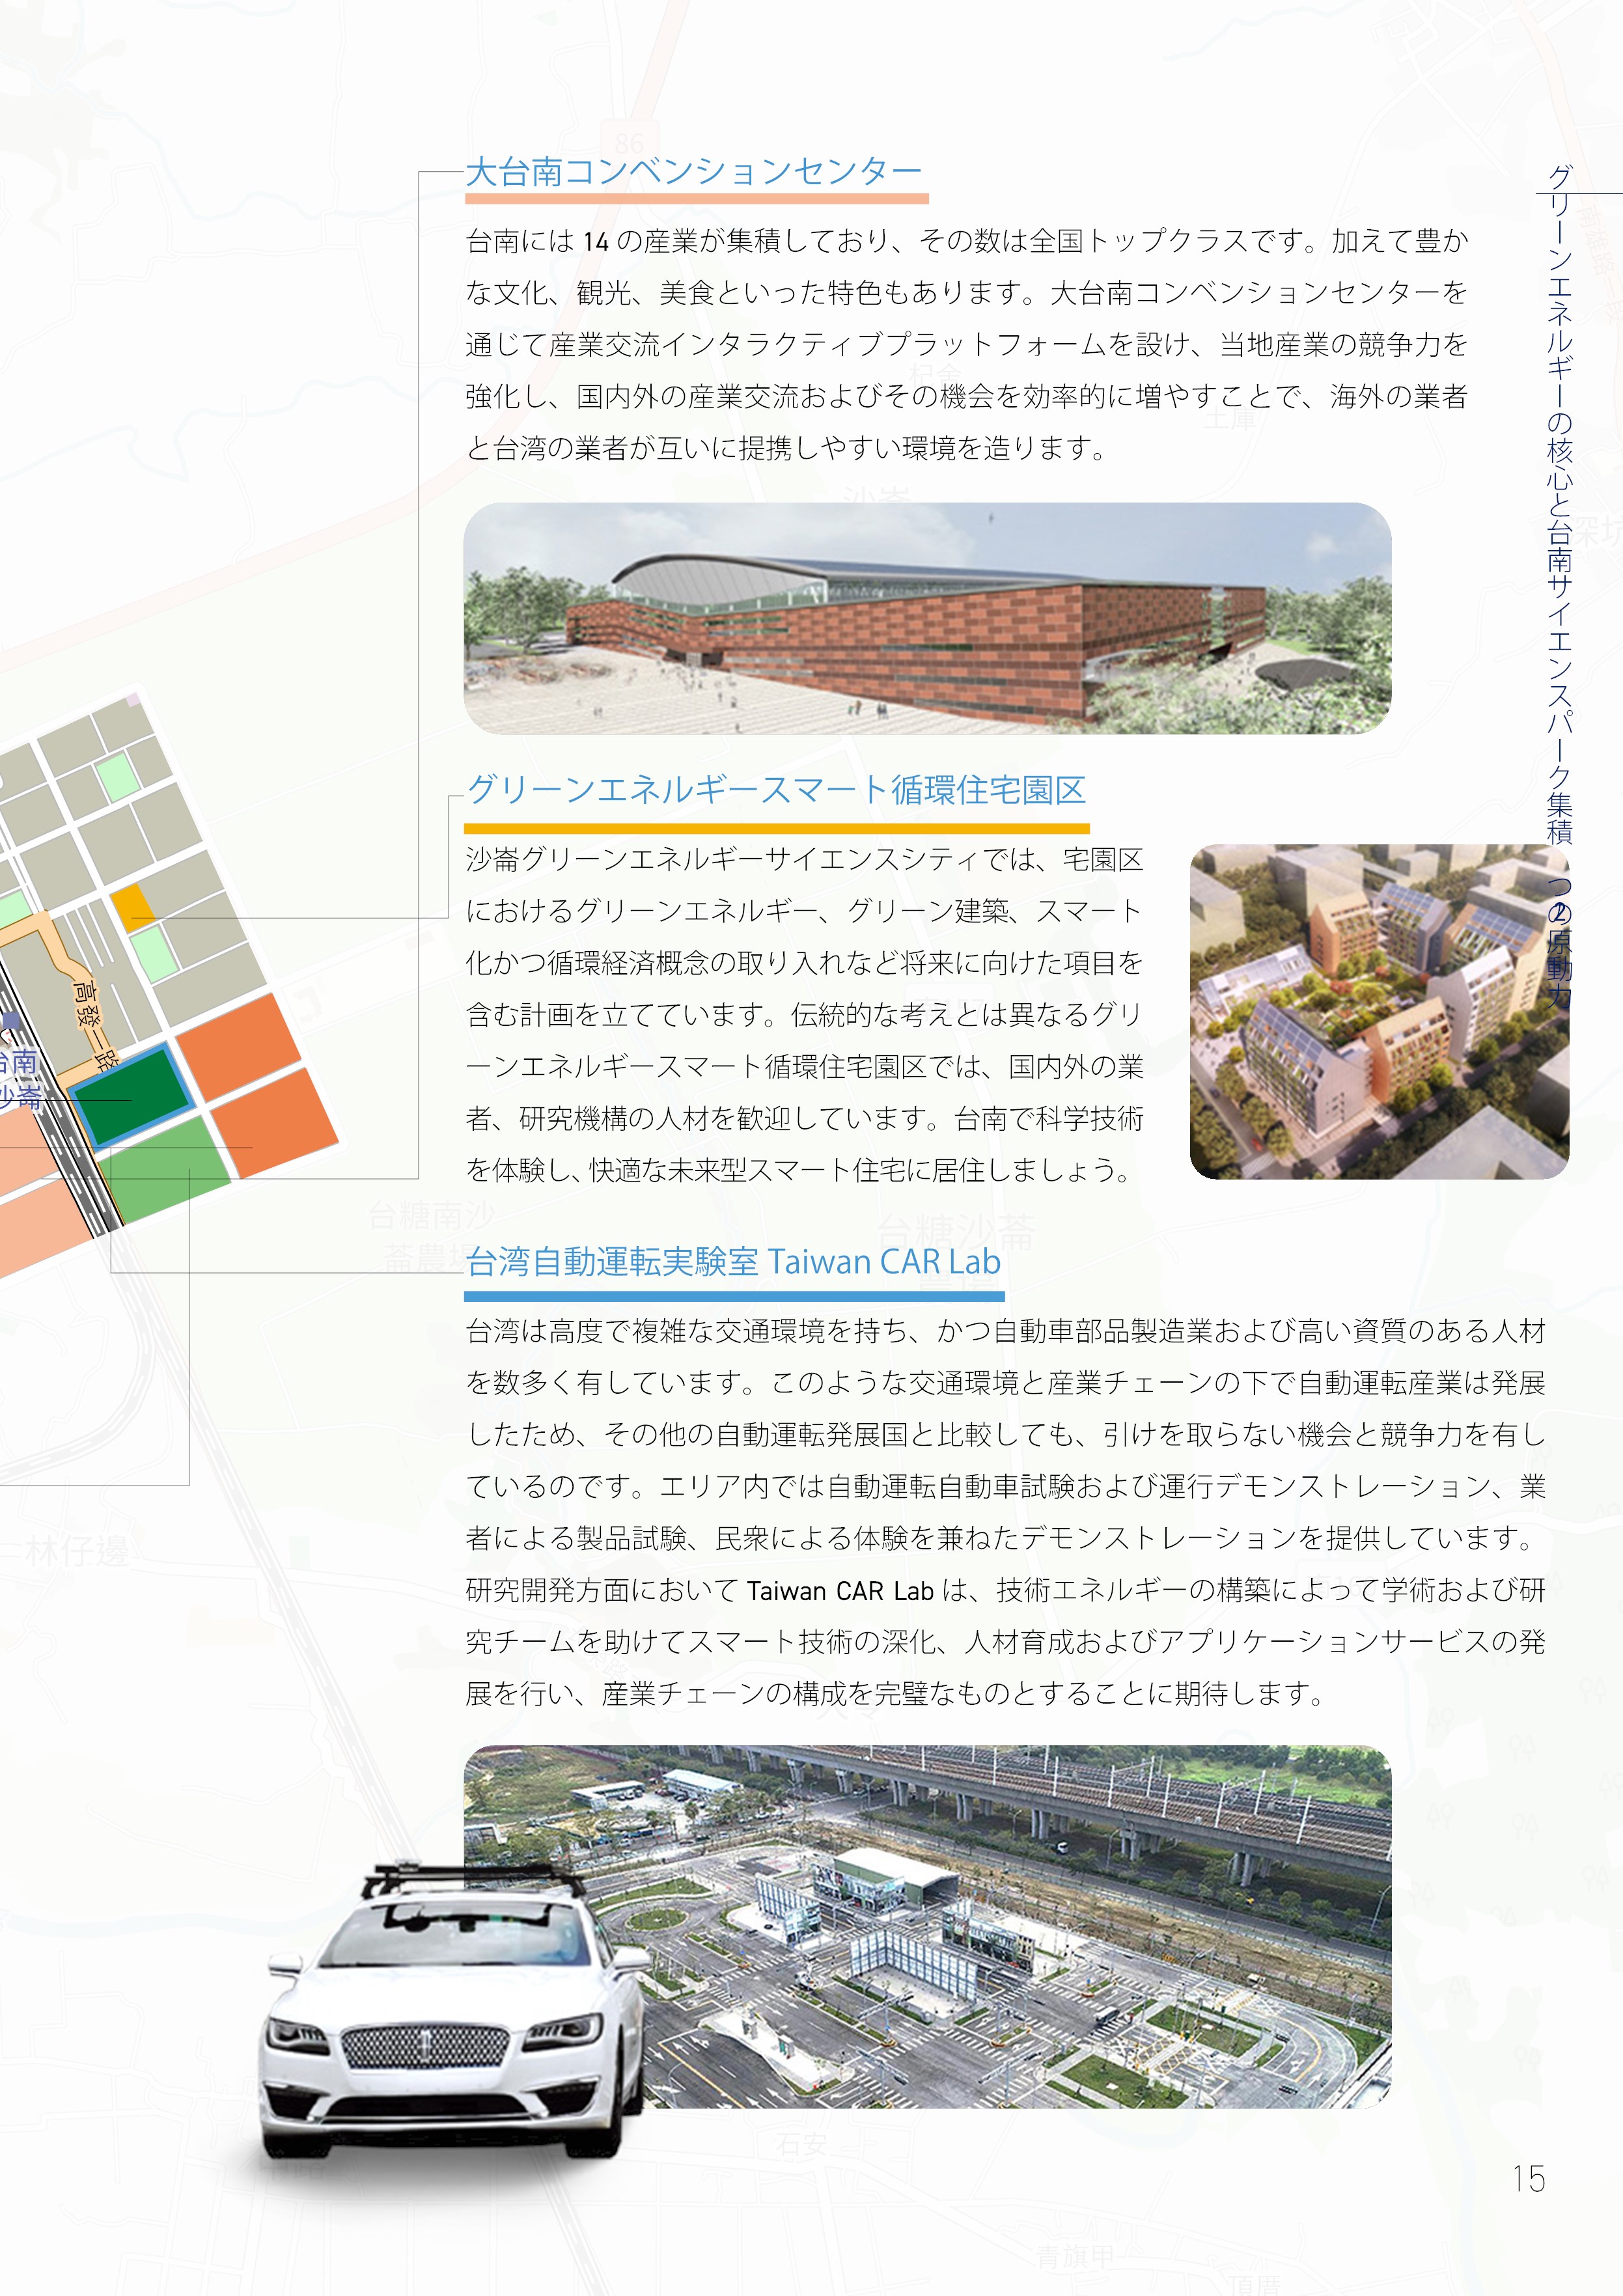 大台南コンベンションセンター
台南には 14 の産業が集積しており、その数は全国トップクラスです。加えて豊か
な文化、観光、美食といった特色もあります。大台南コンベンションセンターを
通じて産業交流インタラクティブプラットフォームを設け、当地産業の競争力を
強化し、国内外の産業交流およびその機会を効率的に増やすことで、海外の業者
と台湾の業者が互いに提携しやすい環境を造ります。
グリーンエネルギースマート循環住宅園区
沙崙グリーンエネルギーサイエンスシティでは、宅園区
におけるグリーンエネルギー、グリーン建築、スマート
化かつ循環経済概念の取り入れなど将来に向けた項目を
含む計画を立てています。伝統的な考えとは異なるグリ
ーンエネルギースマート循環住宅園区では、国内外の業
者、研究機構の人材を歓迎しています。台南で科学技術
を体験し、快適な未来型スマート住宅に居住しましょう。
台湾自動運転実験室 Taiwan CAR Lab
台湾は高度で複雑な交通環境を持ち、かつ自動車部品製造業および高い資質のある人材
を数多く有しています。このような交通環境と産業チェーンの下で自動運転産業は発展
したため、その他の自動運転発展国と比較しても、引けを取らない機会と競争力を有し
ているのです。エリア内では自動運転自動車試験および運行デモンストレーション、業
者による製品試験、民衆による体験を兼ねたデモンストレーションを提供しています。
研究開発方面において Taiwan CAR Lab は、技術エネルギーの構築によって学術および研
究チームを助けてスマート技術の深化、人材育成およびアプリケーションサービスの発
展を行い、産業チェーンの構成を完璧なものとすることに期待します。
グリーンエネルギーの核心と台南サイエンスパーク集積 2つの原動力
高發一路
台南
沙崙
86
沙崙
土庫
深坑
台糖南沙
台糖沙崙
林仔邊
石安
青旗甲
頂厝
15